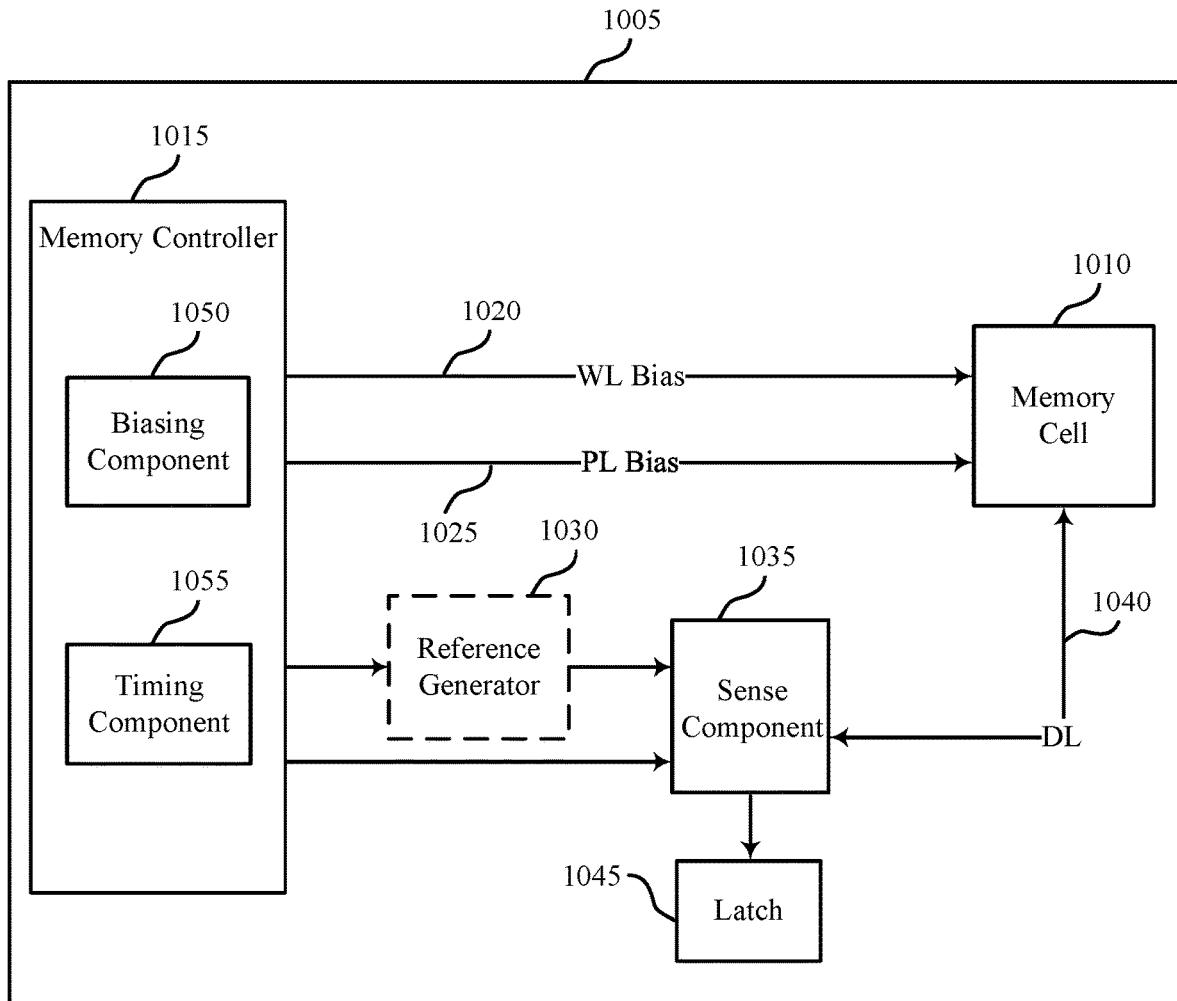 1005
1015
Memory Controller
1010
1050
1020
WL Bias
Memory
Cell
Biasing
Component
PL Bias
1025
1030
1035
1055
1040
Reference
Generator
Timing
Component
Sense
Component
DL
1045
Latch